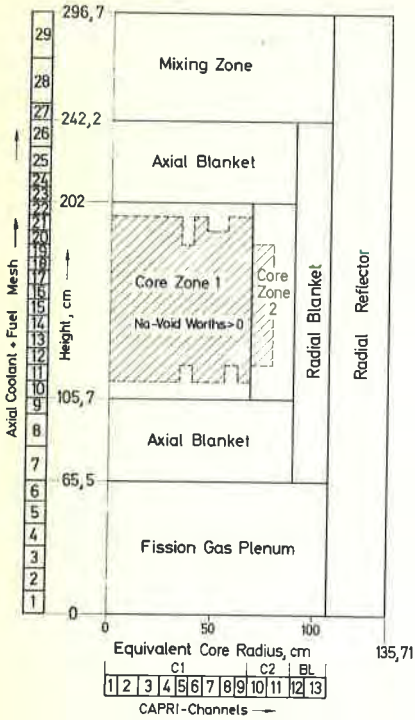 296,7
29
Mixing Zone
28
27
242,2
26
Axial Blanket
25
24
23
22
202
21
20
19
18
17
16
15
14
13
12
11
10
9
8
7
6
5
4
3
2
1
Axial Coolant + Fuel Mesh
Height, cm
Core Zone 1
Core
Zone
2
Na-Void Worths>0
105,7
Axial Blanket
65,5
Fission Gas Plenum
Radial Blanket
Radial Reflector
0
0 50 100
Equivalent Core Radius, cm 135,71
C1 C2 BL
1 2 3 4 5 6 7 8 9 10 11 12 13
CAPRI-Channels